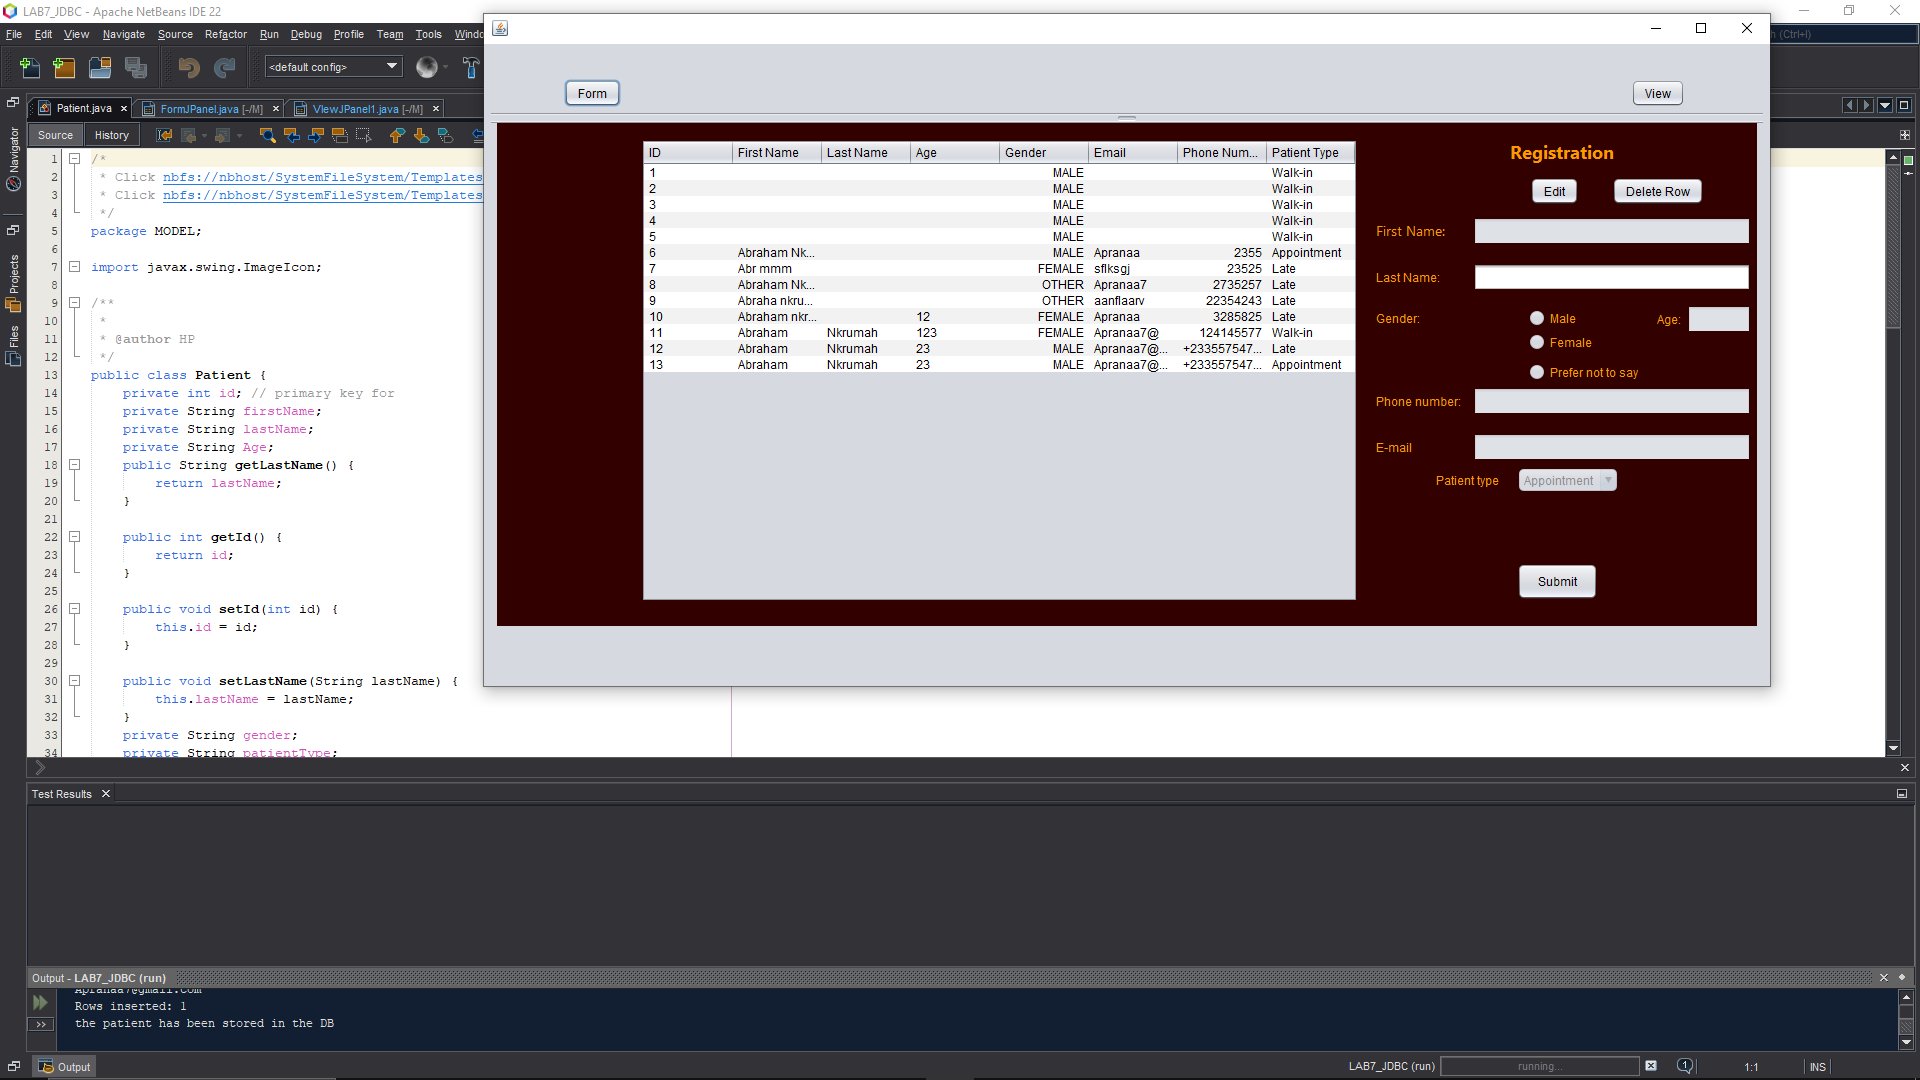 LAB7_JDBC - Apache NetBeans IDE 22
File Edit View Navigate Source Refactor Run Debug Profile Team Tools Windo
h (Ctrl+I)
<default config>
Patient.java FormJPanel.java [-/M] VIewJPanel1.java [-/M]
Source History
Navigator
Projects
Files
1 /*
2 * Click nbfs://nbhost/SystemFileSystem/Templates
3 * Click nbfs://nbhost/SystemFileSystem/Templates
4 */
5 package MODEL;
6
7 import javax.swing.ImageIcon;
8
9 /**
10 *
11 * @author HP
12 */
13 public class Patient {
14 private int id; // primary key for
15 private String firstName;
16 private String lastName;
17 private String Age;
18 public String getLastName() {
19 return lastName;
20 }
21
22 public int getId() {
23 return id;
24 }
25
26 public void setId(int id) {
27 this.id = id;
28 }
29
30 public void setLastName(String lastName) {
31 this.lastName = lastName;
32 }
33 private String gender;
34 private String patientType;
Form View
ID First Name Last Name Age Gender Email Phone Num... Patient Type
1 MALE Walk-in
2 MALE Walk-in
3 MALE Walk-in
4 MALE Walk-in
5 MALE Walk-in
6 Abraham Nk... MALE Apranaa 2355 Appointment
7 Abr mmm FEMALE sflksgj 23525 Late
8 Abraham Nk... OTHER Apranaa7 2735257 Late
9 Abraha nkru... OTHER aanflaarv 22354243 Late
10 Abraham nkr... 12 FEMALE Apranaa 3285825 Late
11 Abraham Nkrumah 123 FEMALE Apranaa7@ 124145577 Walk-in
12 Abraham Nkrumah 23 MALE Apranaa7@... +233557547... Late
13 Abraham Nkrumah 23 MALE Apranaa7@... +233557547... Appointment
Registration
Edit Delete Row
First Name:
Last Name:
Gender: Male Age:
Female
Prefer not to say
Phone number:
E-mail
Patient type Appointment
Submit
Test Results
Output - LAB7_JDBC (run)
Apranaa7@gmail.com
Rows inserted: 1
the patient has been stored in the DB
Output
LAB7_JDBC (run) running... 1 1:1 INS